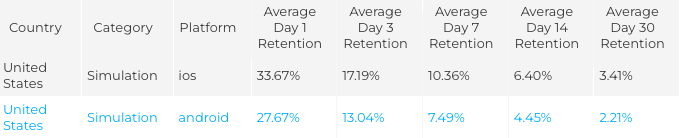 Country Category Platform Average Day 1 Retention Average Day 3 Retention Average Day 7 Retention Average Day 14 Retention Average Day 30 Retention
United States Simulation ios 33.67% 17.19% 10.36% 6.40% 3.41%
United States Simulation android 27.67% 13.04% 7.49% 4.45% 2.21%